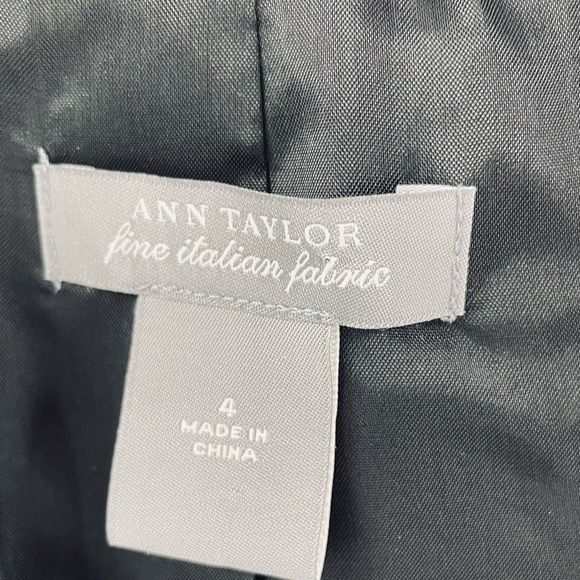 ANN TAYLOR
fine italian fabric
4
MADE IN
CHINA